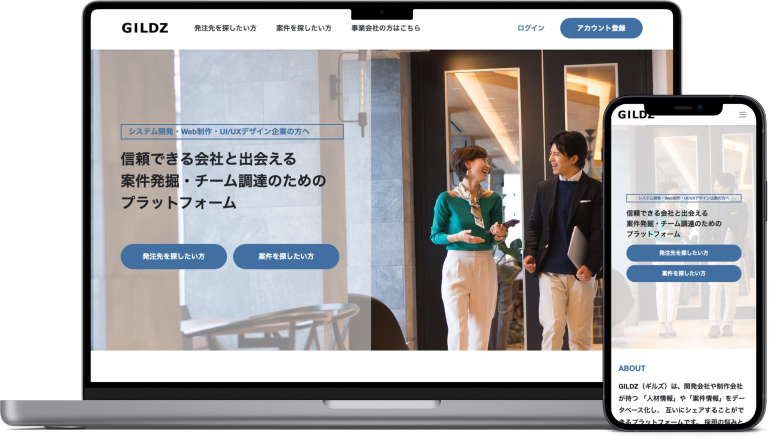 GILDZ
発注先を探したい方
案件を探したい方
事業会社の方はこちら
ログイン
アカウント登録
システム開発・Web制作・UI/UXデザイン企業の方へ
信頼できる会社と出会える
案件発掘・チーム調達のための
プラットフォーム
発注先を探したい方
案件を探したい方
GILDZ
システム開発・Web制作・UI/UXデザイン企業の方へ
信頼できる会社と出会える
案件発掘・チーム調達のための
プラットフォーム
発注先を探したい方
案件を探したい方
ABOUT
GILDZ（ギルズ）は、開発会社や制作会社
が持つ 「人材情報」や「案件情報」をデー
タベース化し、 互いにシェアすることがで
きるプラットフォームです。 採用の悩みと